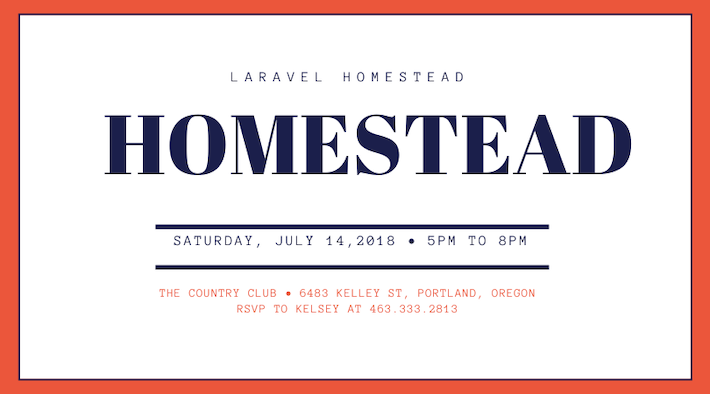 LARAVEL HOMESTEAD
HOMESTEAD
SATURDAY, JULY 14,2018 • 5PM TO 8PM
THE COUNTRY CLUB • 6483 KELLEY ST, PORTLAND, OREGON
RSVP TO KELSEY AT 463.333.2813